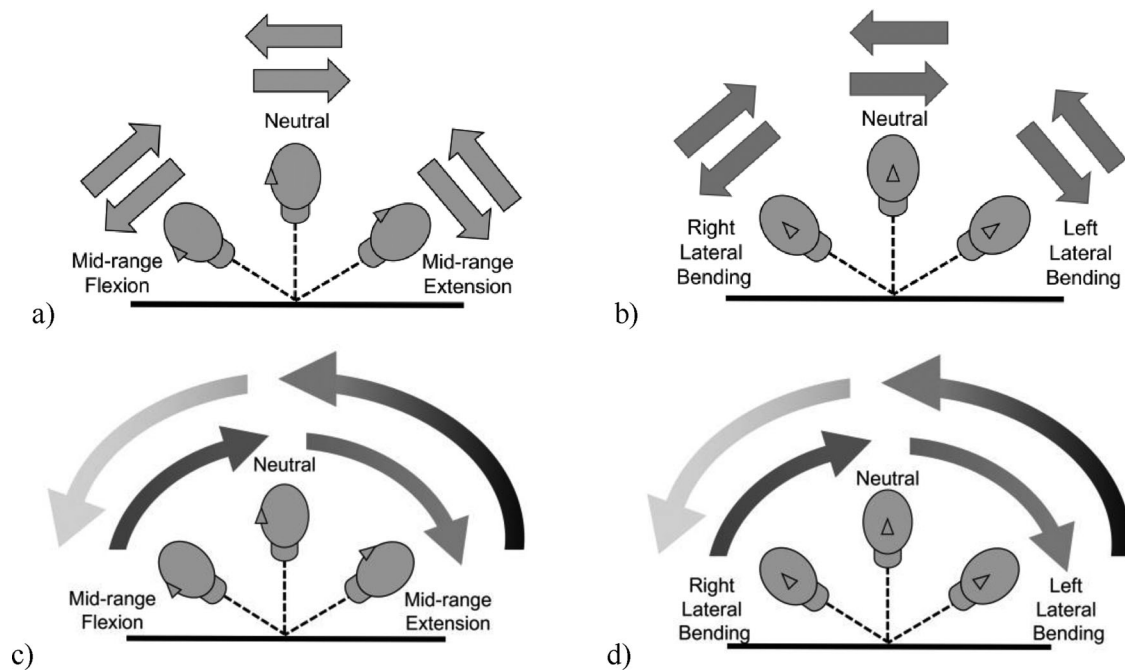 Neutral
Mid-range
Flexion
Mid-range
Extension
a)
Neutral
Right
Lateral
Bending
Left
Lateral
Bending
b)
Neutral
Mid-range
Flexion
Mid-range
Extension
c)
Neutral
Right
Lateral
Bending
Left
Lateral
Bending
d)